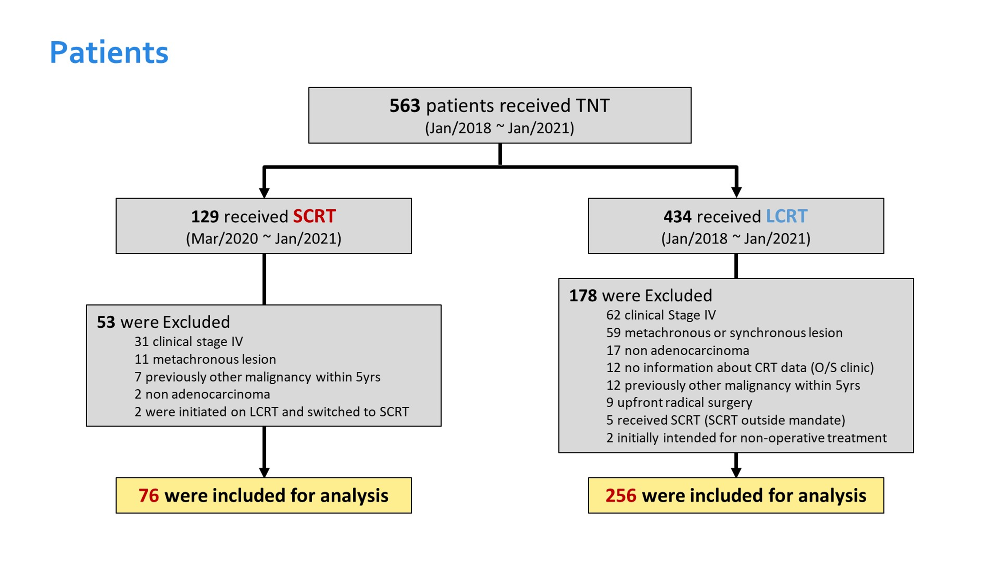 Patients
563 patients received TNT
(Jan/2018 ~ Jan/2021)
129 received SCRT
(Mar/2020 ~ Jan/2021)
53 were Excluded
31 clinical stage IV
11 metachronous lesion
7 previously other malignancy within 5yrs
2 non adenocarcinoma
2 were initiated on LCRT and switched to SCRT
76 were included for analysis
434 received LCRT
(Jan/2018 ~ Jan/2021)
178 were Excluded
62 clinical Stage IV
59 metachronous or synchronous lesion
17 non adenocarcinoma
12 no information about CRT data (O/S clinic)
12 previously other malignancy within 5yrs
9 upfront radical surgery
5 received SCRT (SCRT outside mandate)
2 initially intended for non-operative treatment
256 were included for analysis